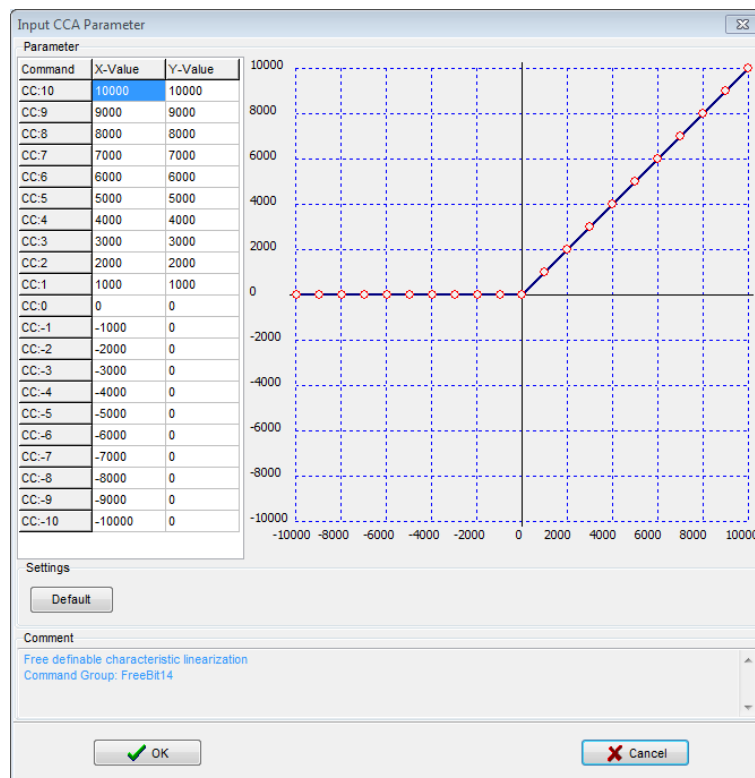 Input CCA Parameter
Parameter
Command X-Value Y-Value
CC:10 10000 10000
CC:9 9000 9000
CC:8 8000 8000
CC:7 7000 7000
CC:6 6000 6000
CC:5 5000 5000
CC:4 4000 4000
CC:3 3000 3000
CC:2 2000 2000
CC:1 1000 1000
CC:0 0 0
CC:-1 -1000 0
CC:-2 -2000 0
CC:-3 -3000 0
CC:-4 -4000 0
CC:-5 -5000 0
CC:-6 -6000 0
CC:-7 -7000 0
CC:-8 -8000 0
CC:-9 -9000 0
CC:-10 -10000 0
10000
8000
6000
4000
2000
0
-2000
-4000
-6000
-8000
-10000
-10000 -8000 -6000 -4000 -2000 0 2000 4000 6000 8000 10000
Settings
Default
Comment
Free definable characteristic linearization
Command Group: FreeBit14
OK Cancel